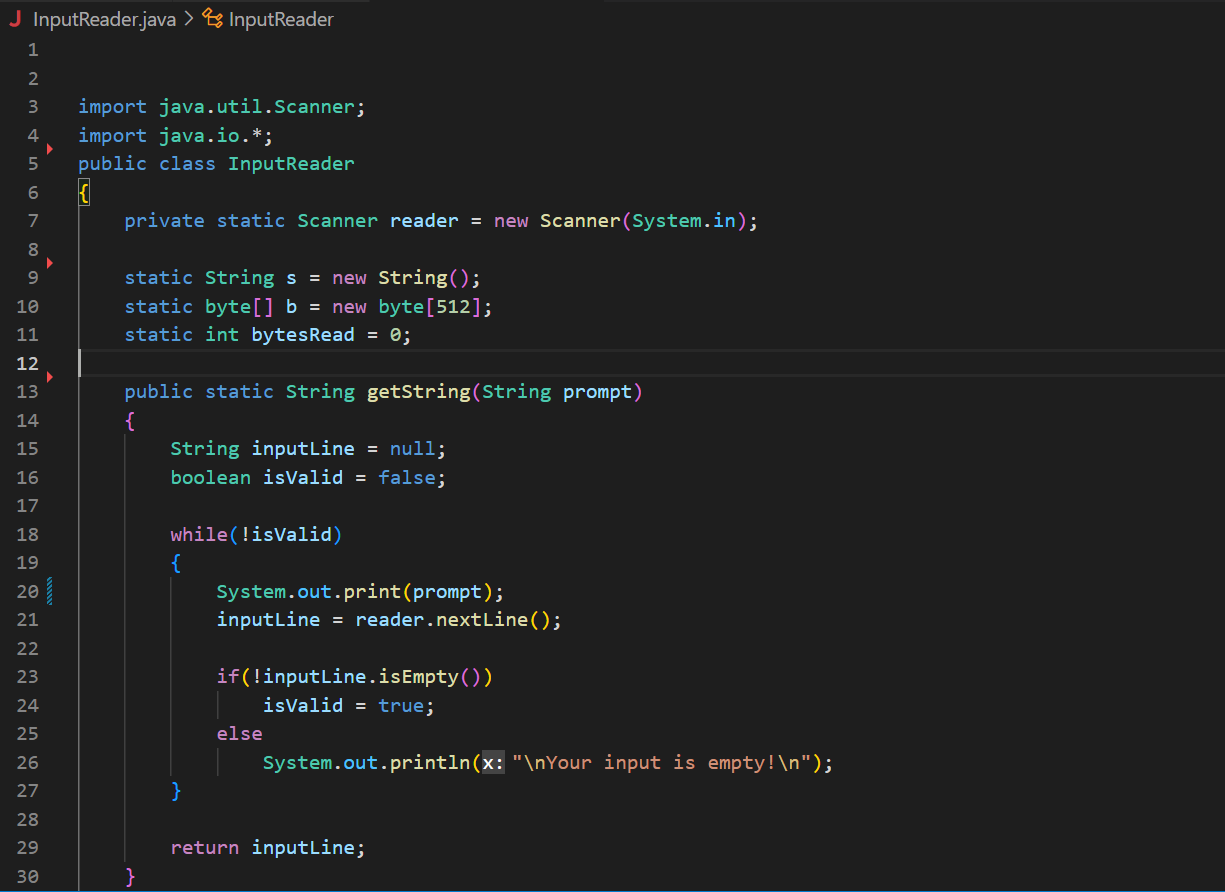 InputReader.java > InputReader
1
2
3 import java.util.Scanner;
4 import java.io.*;
5 public class InputReader
6 {
7     private static Scanner reader = new Scanner(System.in);
8
9     static String s = new String();
10     static byte[] b = new byte[512];
11     static int bytesRead = 0;
12
13     public static String getString(String prompt)
14     {
15         String inputLine = null;
16         boolean isValid = false;
17
18         while(!isValid)
19         {
20             System.out.print(prompt);
21             inputLine = reader.nextLine();
22
23             if(!inputLine.isEmpty())
24                 isValid = true;
25             else
26                 System.out.println(x: "\nYour input is empty!\n");
27         }
28
29         return inputLine;
30     }